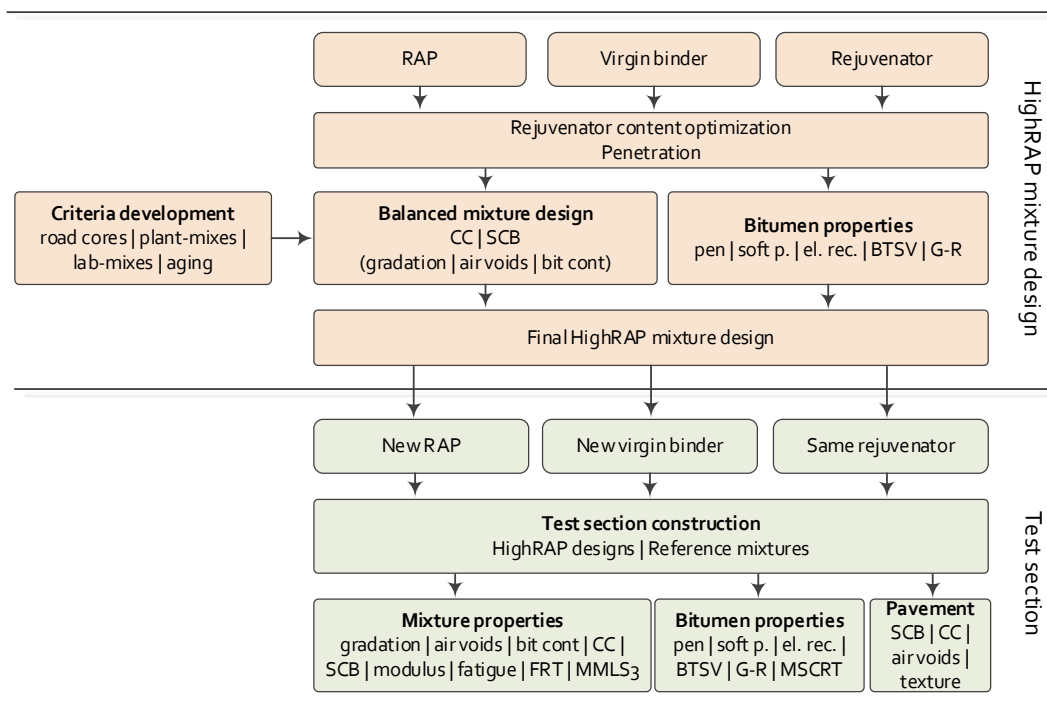 RAP
Virgin binder
Rejuvenator
Rejuvenator content optimization
Penetration
Criteria development
road cores | plant-mixes |
lab-mixes | aging
Balanced mixture design
CC | SCB
(gradation | air voids | bit cont)
Bitumen properties
pen | soft p. | el. rec. | BTSV | G-R
Final HighRAP mixture design
HighRAP mixture design
New RAP
New virgin binder
Same rejuvenator
Test section construction
HighRAP designs | Reference mixtures
Mixture properties
gradation | air voids | bit cont | CC |
SCB | modulus | fatigue | FRT | MMLS3
Bitumen properties
pen | soft p. | el. rec. |
BTSV | G-R | MSCRT
Pavement
SCB | CC |
air voids |
texture
Test section